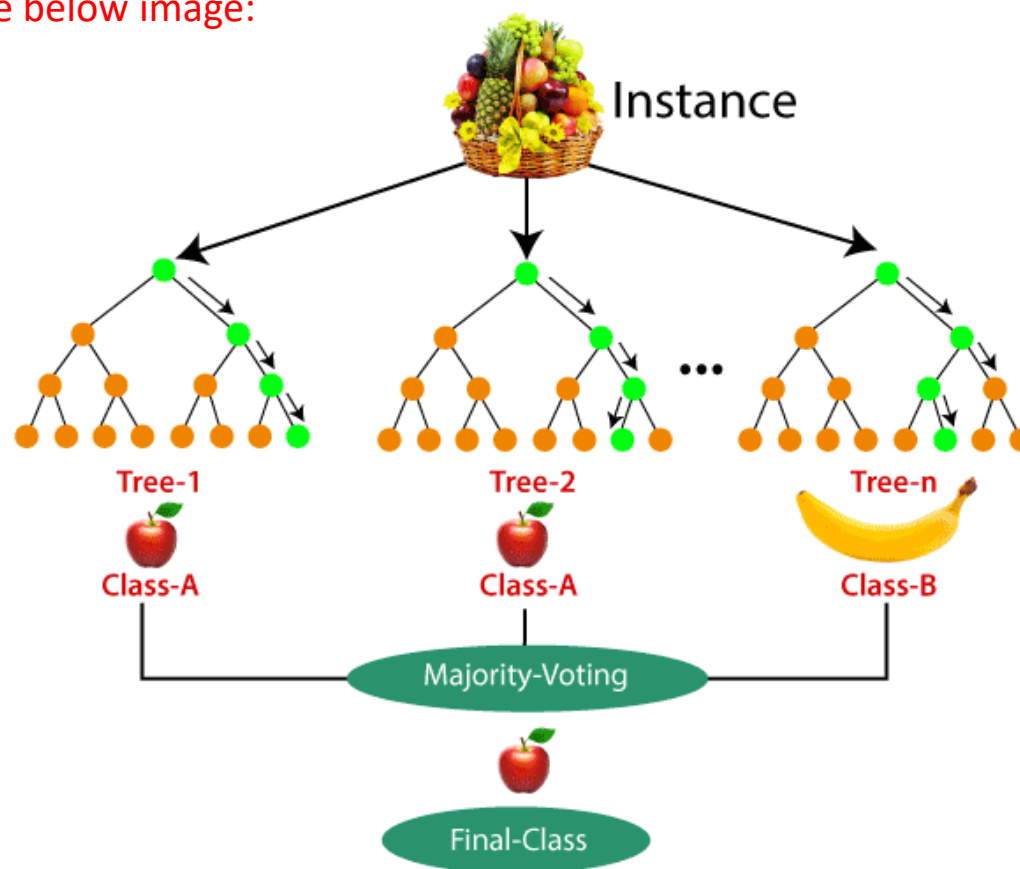 e below image:
Instance
•••
Tree-1
Tree-2
Tree-n
Class-A
Class-A
Class-B
Majority-Voting
Final-Class